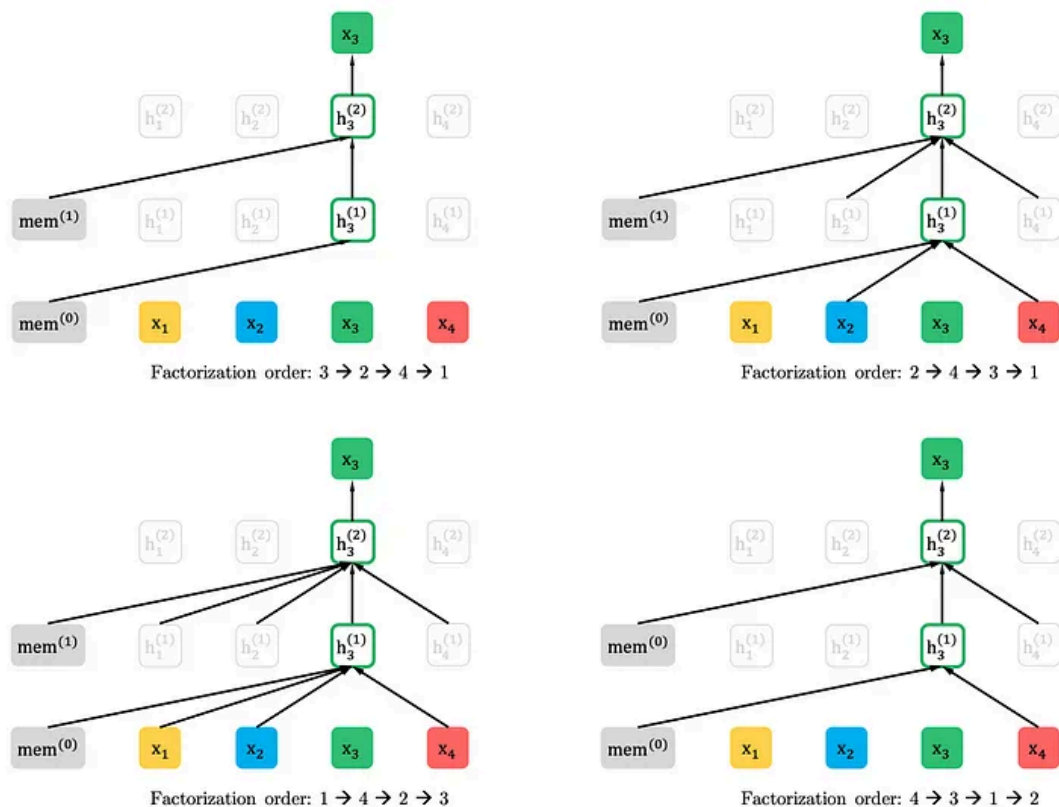 x₃
h₁⁽²⁾ h₂⁽²⁾ h₃⁽²⁾ h₄⁽²⁾
mem⁽¹⁾ h₁⁽¹⁾ h₂⁽¹⁾ h₃⁽¹⁾ h₄⁽¹⁾
mem⁽⁰⁾ x₁ x₂ x₃ x₄
Factorization order: 3 → 2 → 4 → 1
x₃
h₁⁽²⁾ h₂⁽²⁾ h₃⁽²⁾ h₄⁽²⁾
mem⁽¹⁾ h₁⁽¹⁾ h₂⁽¹⁾ h₃⁽¹⁾ h₄⁽¹⁾
mem⁽⁰⁾ x₁ x₂ x₃ x₄
Factorization order: 2 → 4 → 3 → 1
x₃
h₁⁽²⁾ h₂⁽²⁾ h₃⁽²⁾ h₄⁽²⁾
mem⁽¹⁾ h₁⁽¹⁾ h₂⁽¹⁾ h₃⁽¹⁾ h₄⁽¹⁾
mem⁽⁰⁾ x₁ x₂ x₃ x₄
Factorization order: 1 → 4 → 2 → 3
x₃
h₁⁽²⁾ h₂⁽²⁾ h₃⁽²⁾ h₄⁽²⁾
mem⁽⁰⁾ h₁⁽¹⁾ h₂⁽¹⁾ h₃⁽¹⁾ h₄⁽¹⁾
mem⁽⁰⁾ x₁ x₂ x₃ x₄
Factorization order: 4 → 3 → 1 → 2